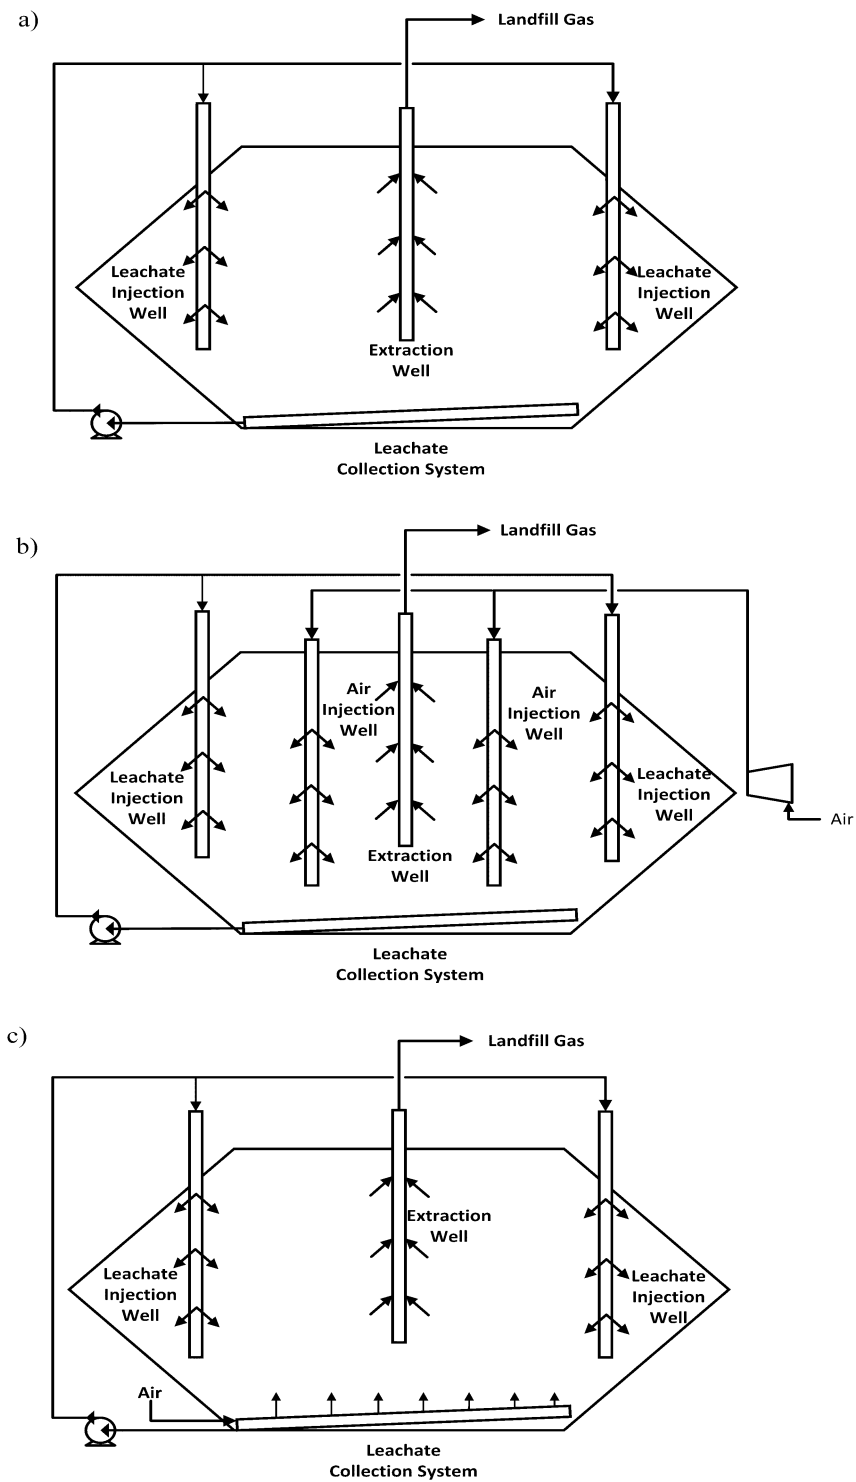 a)
Landfill Gas
Leachate
Injection
Well
Leachate
Injection
Well
Extraction
Well
Leachate
Collection System
b)
Landfill Gas
Air
Injection
Well
Air
Injection
Well
Leachate
Injection
Well
Leachate
Injection
Well
Air
Extraction
Well
Leachate
Collection System
c)
Landfill Gas
Extraction
Well
Leachate
Injection
Well
Leachate
Injection
Well
Air
Leachate
Collection System